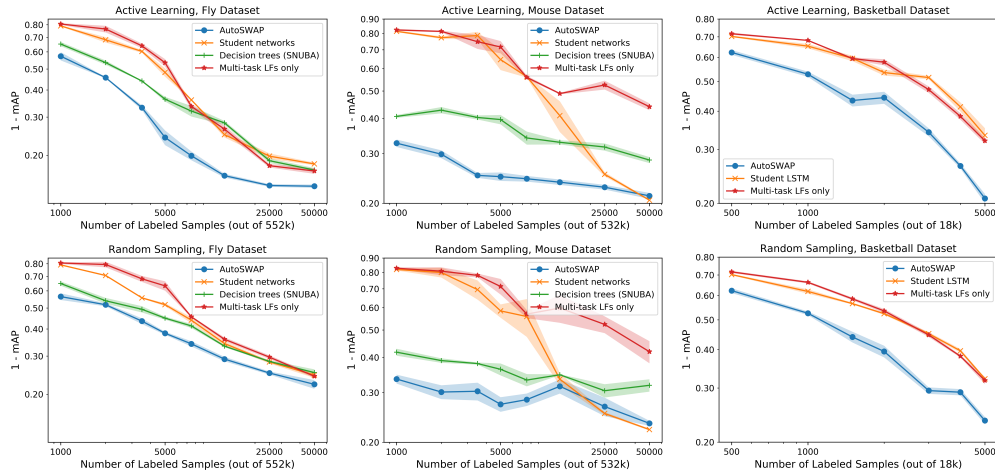 Active Learning, Fly Dataset
0.80
0.70
0.60
0.50
0.40
0.30
0.20
1 - mAP
AutoSWAP
Student networks
Decision trees (SNUBA)
Multi-task LFs only
1000
5000
25000
50000
Number of Labeled Samples (out of 552k)
Active Learning, Mouse Dataset
0.90
0.80
0.70
0.60
0.50
0.40
0.30
0.20
1 - mAP
AutoSWAP
Student networks
Decision trees (SNUBA)
Multi-task LFs only
1000
5000
25000
50000
Number of Labeled Samples (out of 532k)
Active Learning, Basketball Dataset
0.80
0.70
0.60
0.50
0.40
0.30
0.20
1 - mAP
AutoSWAP
Student LSTM
Multi-task LFs only
500
1000
5000
Number of Labeled Samples (out of 18k)
Random Sampling, Fly Dataset
0.80
0.70
0.60
0.50
0.40
0.30
0.20
1 - mAP
AutoSWAP
Student networks
Decision trees (SNUBA)
Multi-task LFs only
1000
5000
25000
50000
Number of Labeled Samples (out of 552k)
Random Sampling, Mouse Dataset
0.90
0.80
0.70
0.60
0.50
0.40
0.30
0.20
1 - mAP
AutoSWAP
Student networks
Decision trees (SNUBA)
Multi-task LFs only
1000
5000
25000
50000
Number of Labeled Samples (out of 532k)
Random Sampling, Basketball Dataset
0.80
0.70
0.60
0.50
0.40
0.30
0.20
1 - mAP
AutoSWAP
Student LSTM
Multi-task LFs only
500
1000
5000
Number of Labeled Samples (out of 18k)